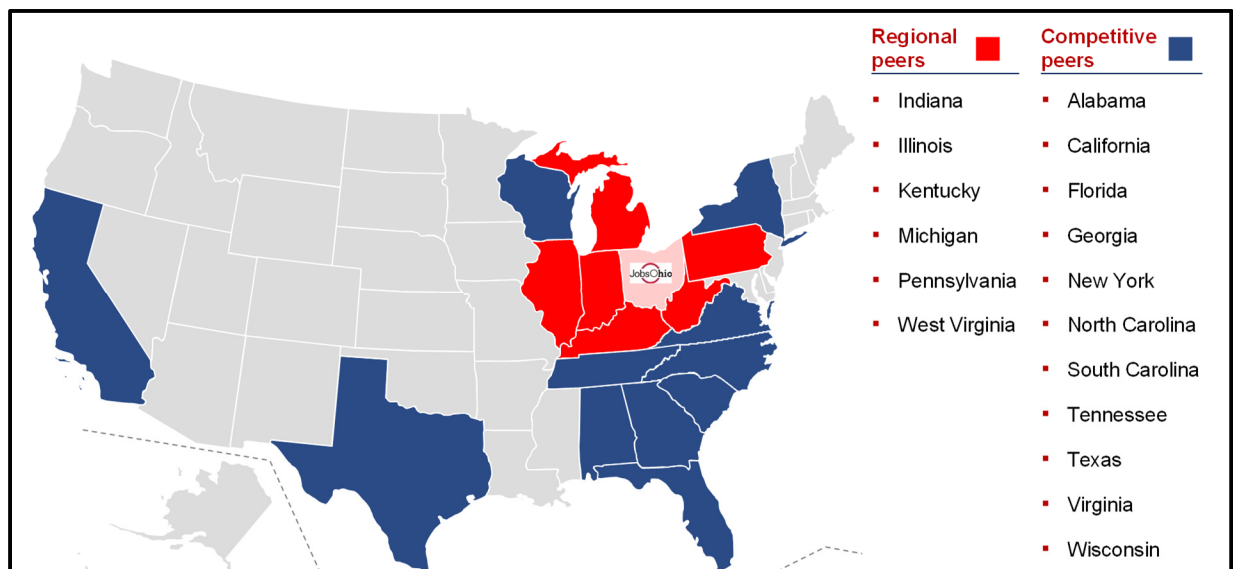 Regional
peers
Indiana
Illinois
Kentucky
Michigan
Pennsylvania
West Virginia
Competitive
peers
Alabama
California
Florida
Georgia
New York
North Carolina
South Carolina
Tennessee
Texas
Virginia
Wisconsin
JobsOhio